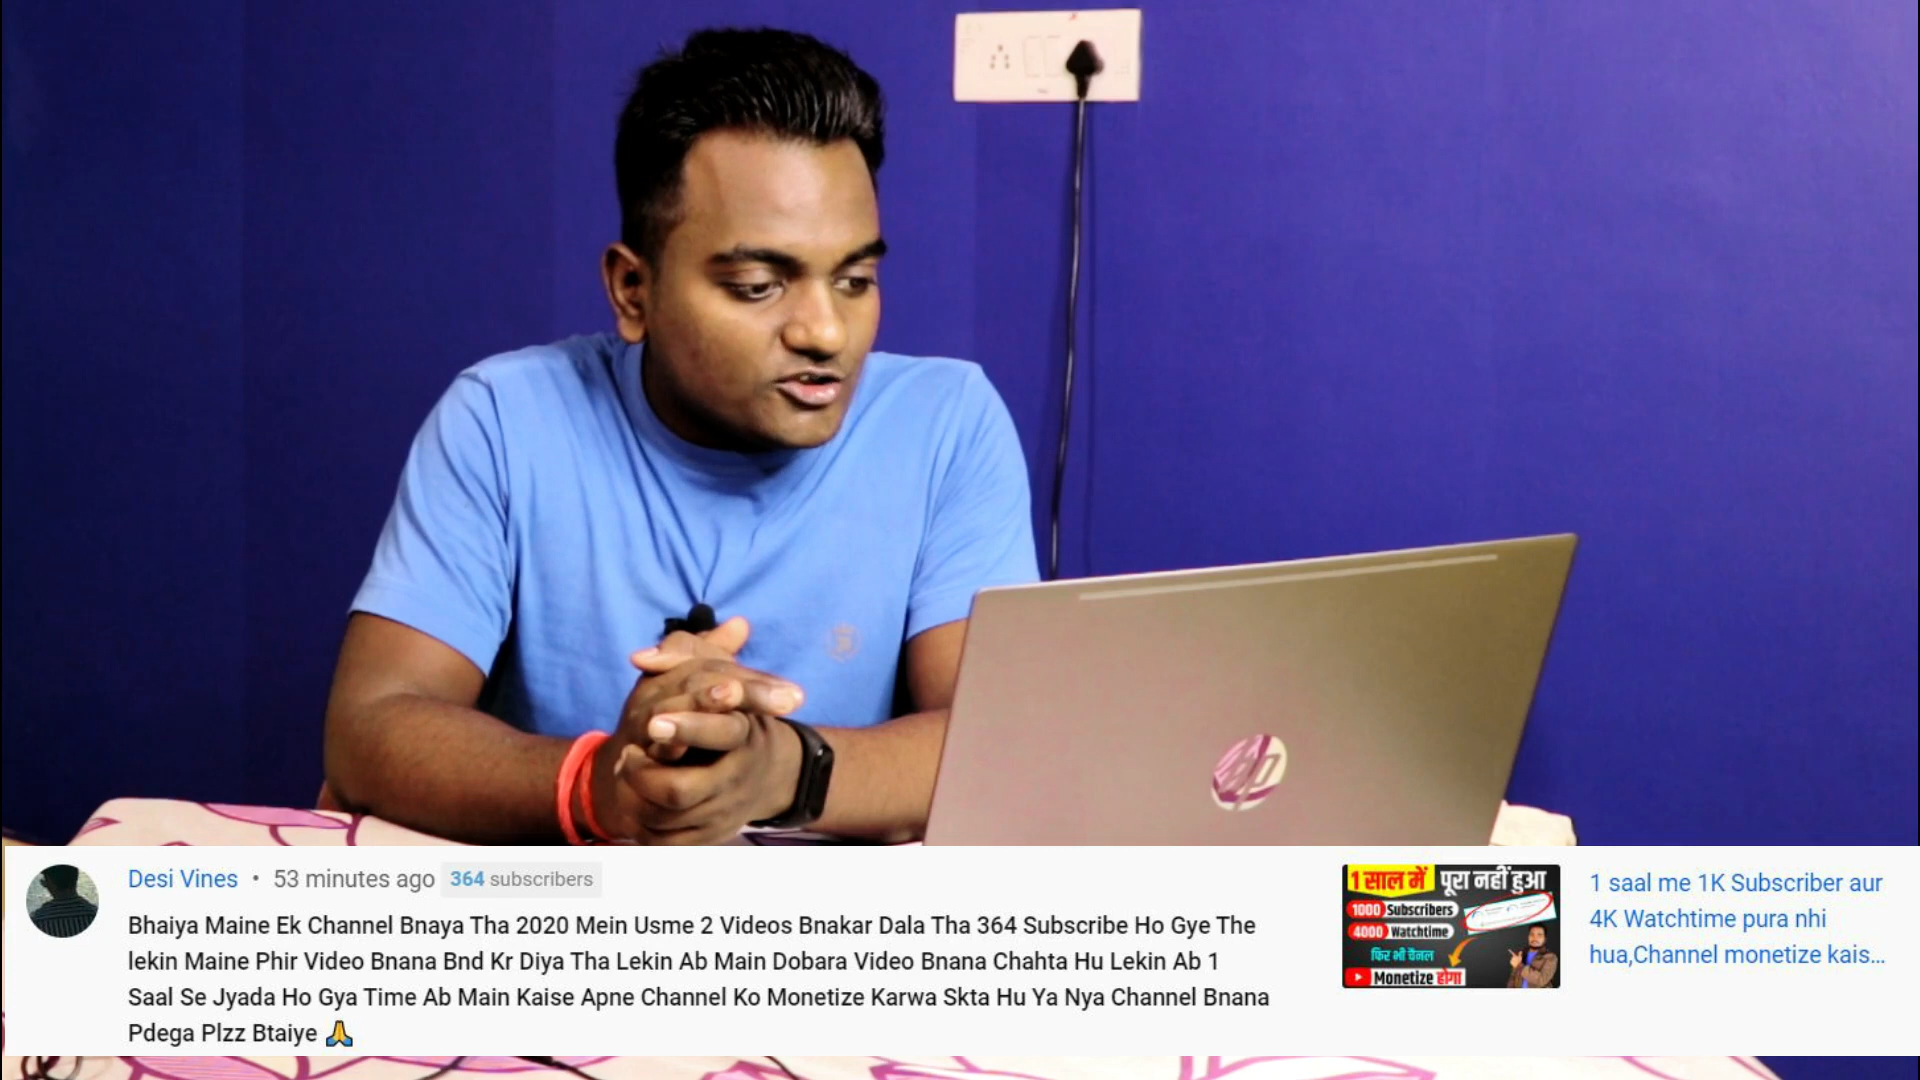 hp
Desi Vines • 53 minutes ago 364 subscribers
Bhaiya Maine Ek Channel Bnaya Tha 2020 Mein Usme 2 Videos Bnakar Dala Tha 364 Subscribe Ho Gye The
lekin Maine Phir Video Bnana Bnd Kr Diya Tha Lekin Ab Main Dobara Video Bnana Chahta Hu Lekin Ab 1
Saal Se Jyada Ho Gya Time Ab Main Kaise Apne Channel Ko Monetize Karwa Skta Hu Ya Nya Channel Bnana
Pdega Plzz Btaiye 🙏
1 साल में पूरा नहीं हुआ
1000 Subscribers
4000 Watchtime
फिर भी चैनल
Monetize होगा
1 saal me 1K Subscriber aur
4K Watchtime pura nhi
hua,Channel monetize kais...